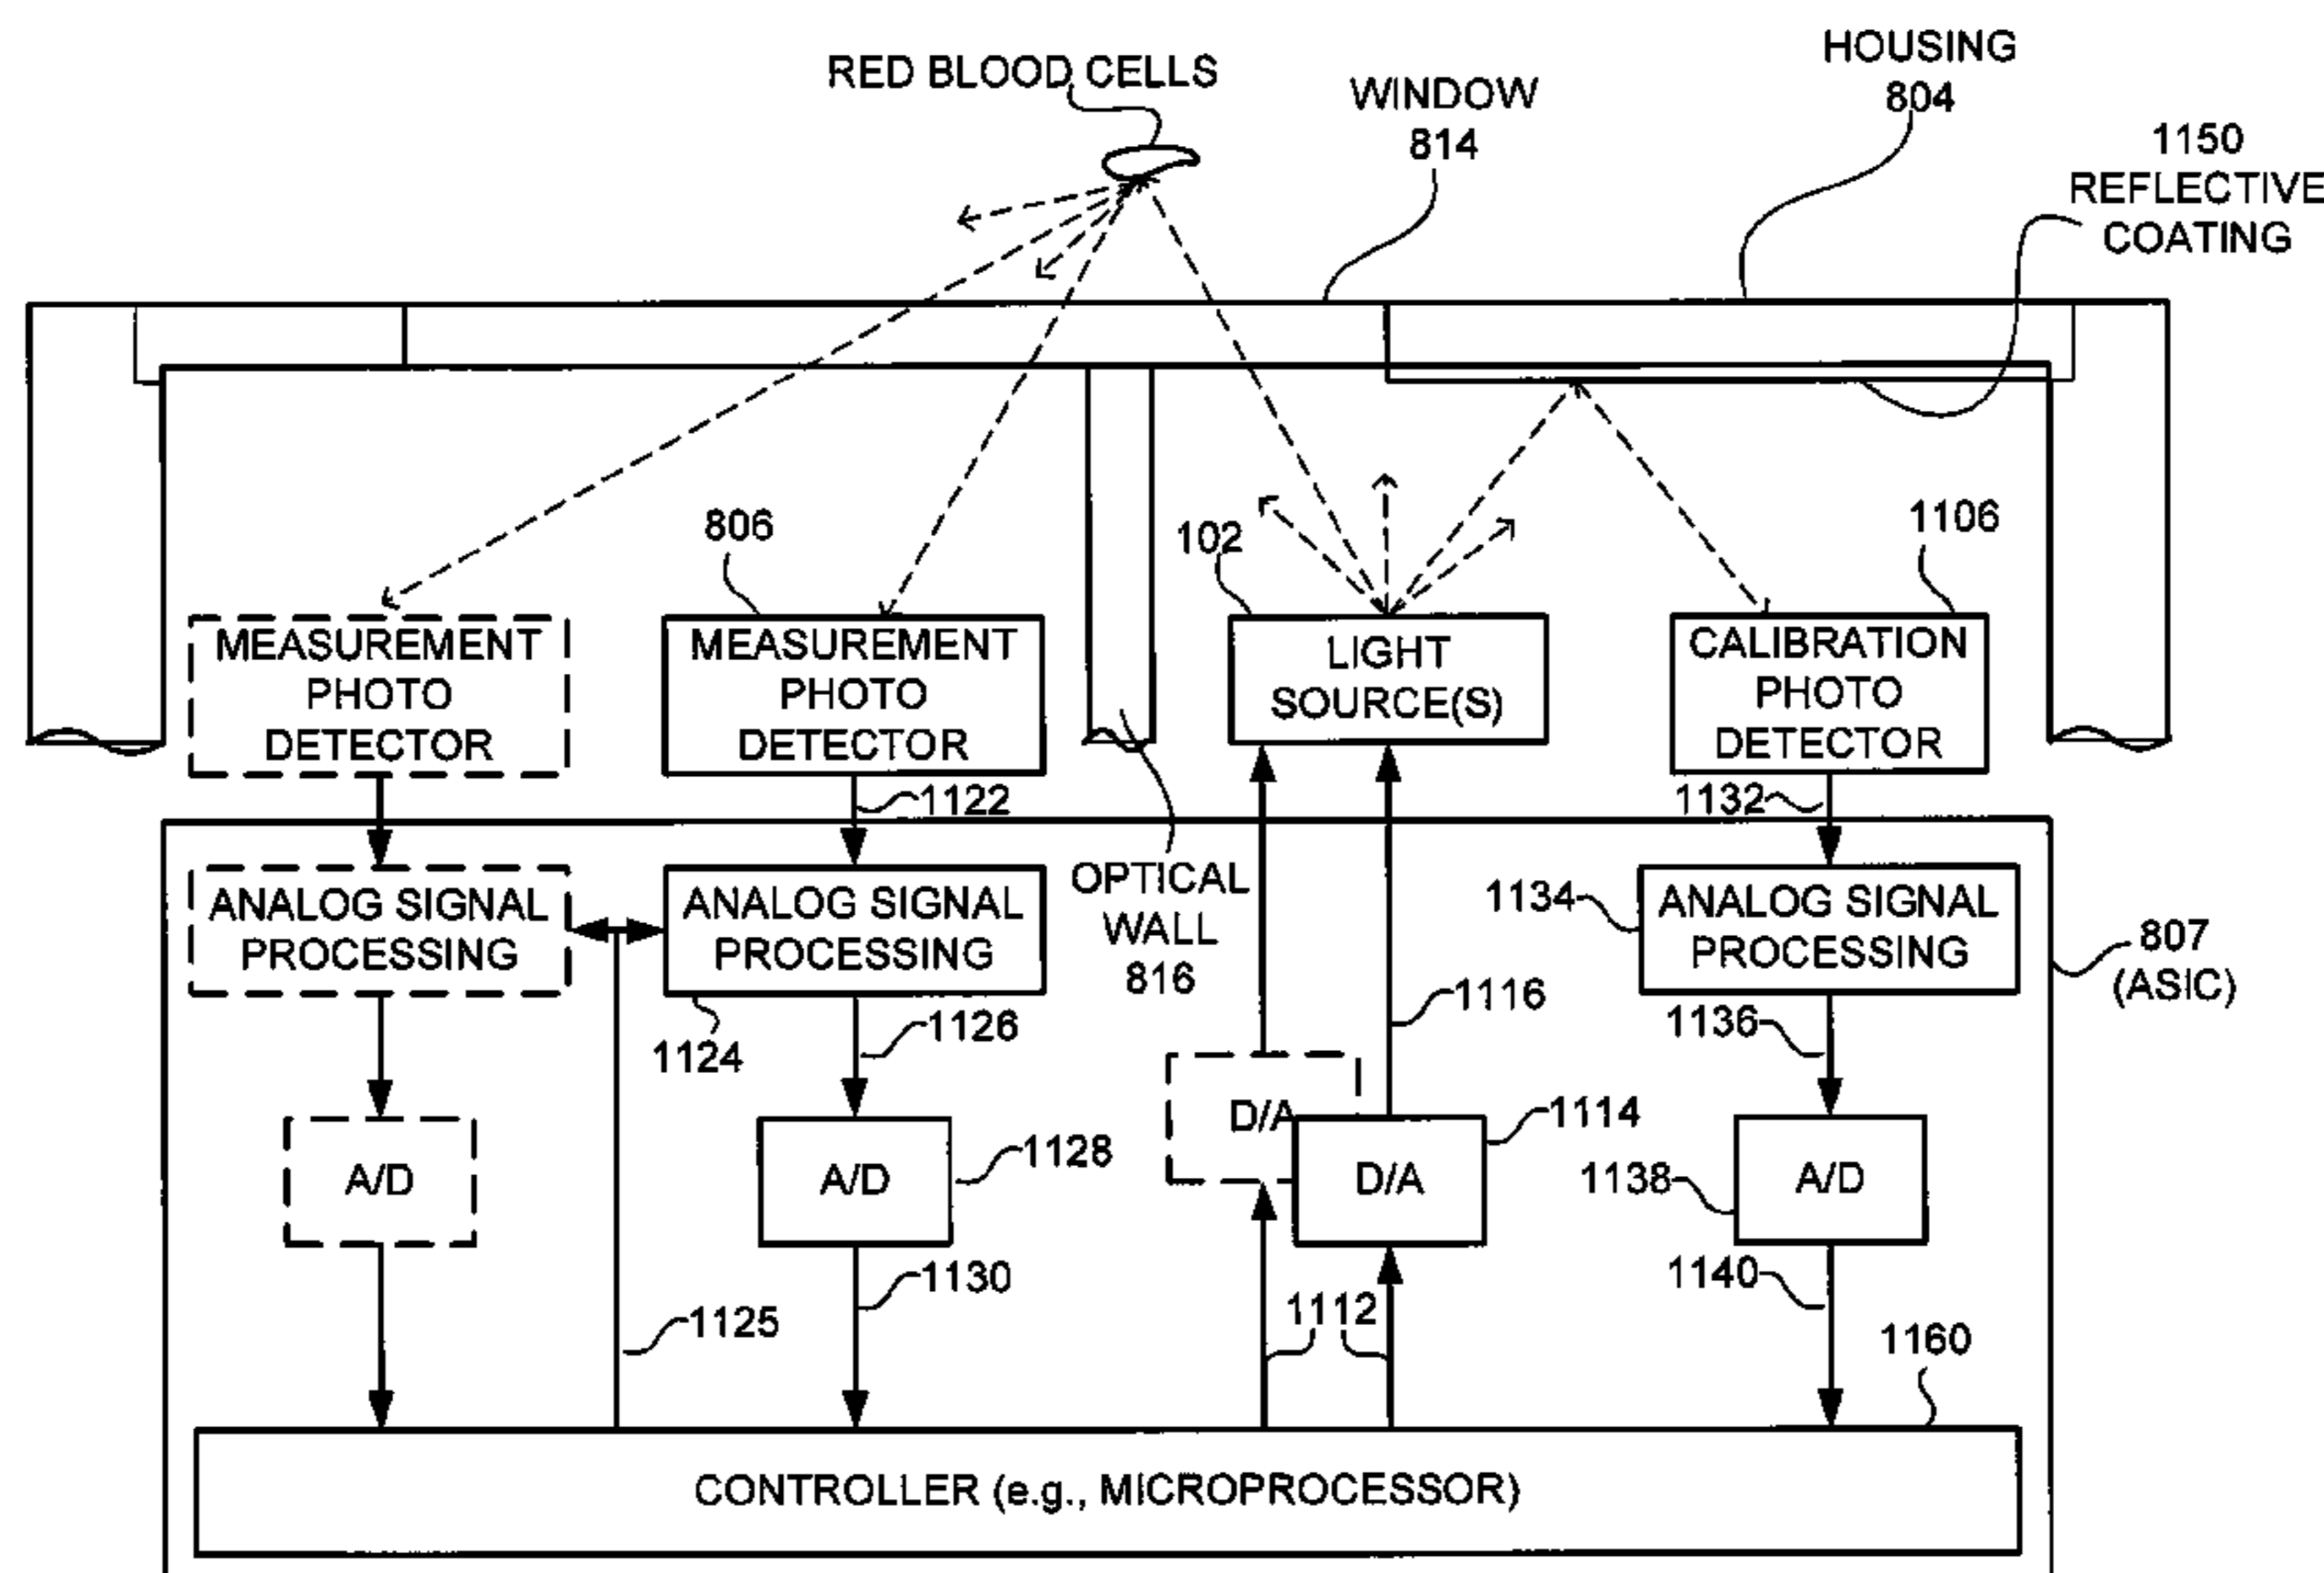 RED BLOOD CELLS
WINDOW
814
HOUSING
804
1150
REFLECTIVE
COATING
806
102
1106
MEASUREMENT
PHOTO
DETECTOR
MEASUREMENT
PHOTO
DETECTOR
LIGHT
SOURCE(S)
CALIBRATION
PHOTO
DETECTOR
1122
1132
ANALOG SIGNAL
PROCESSING
ANALOG SIGNAL
PROCESSING
OPTICAL
WALL
816
1134
ANALOG SIGNAL
PROCESSING
807
(ASIC)
1124
1126
1116
1136
A/D
A/D
1128
D/A
D/A
1114
1138
A/D
1125
1130
1112
1140
1160
CONTROLLER (e.g., MICROPROCESSOR)